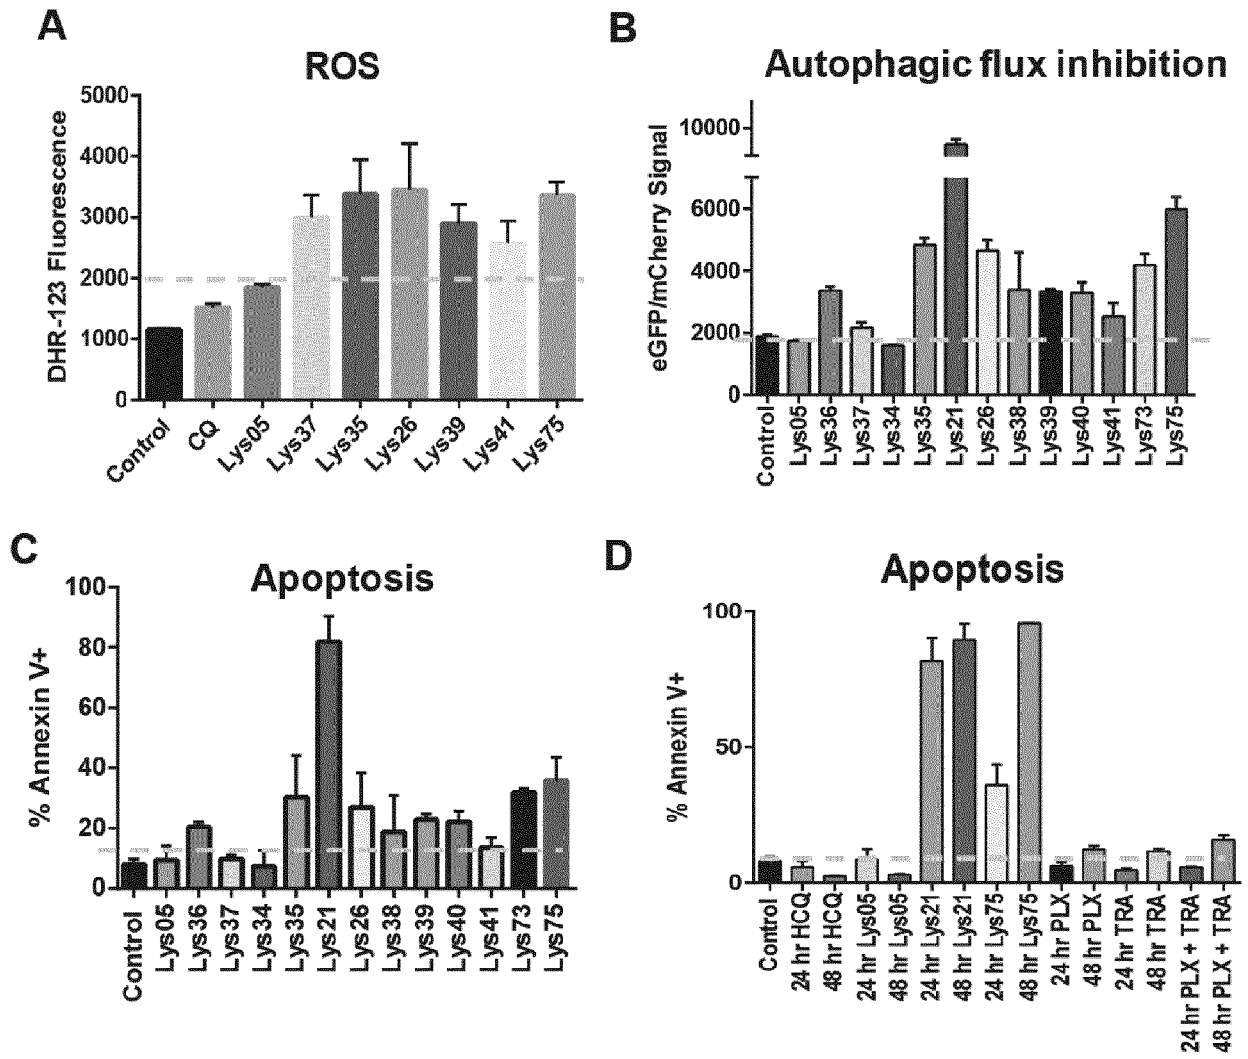 A
ROS
DHR-123 Fluorescence
5000
4000
3000
2000
1000
0
Control
CQ
Lys05
Lys37
Lys35
Lys26
Lys39
Lys41
Lys75
B
Autophagic flux inhibition
eGFP/mCherry Signal
10000
6000
4000
2000
0
Control
Lys05
Lys36
Lys37
Lys34
Lys35
Lys21
Lys26
Lys38
Lys39
Lys40
Lys41
Lys73
Lys75
C
Apoptosis
% Annexin V+
100
80
60
40
20
0
Control
Lys05
Lys36
Lys37
Lys34
Lys35
Lys21
Lys26
Lys38
Lys39
Lys40
Lys41
Lys73
Lys75
D
Apoptosis
% Annexin V+
100
50
0
Control
24 hr HCQ
48 hr HCQ
24 hr Lys05
48 hr Lys05
24 hr Lys21
48 hr Lys21
24 hr Lys75
48 hr Lys75
24 hr PLX
48 hr PLX
24 hr TRA
48 hr TRA
24 hr PLX + TRA
48 hr PLX + TRA